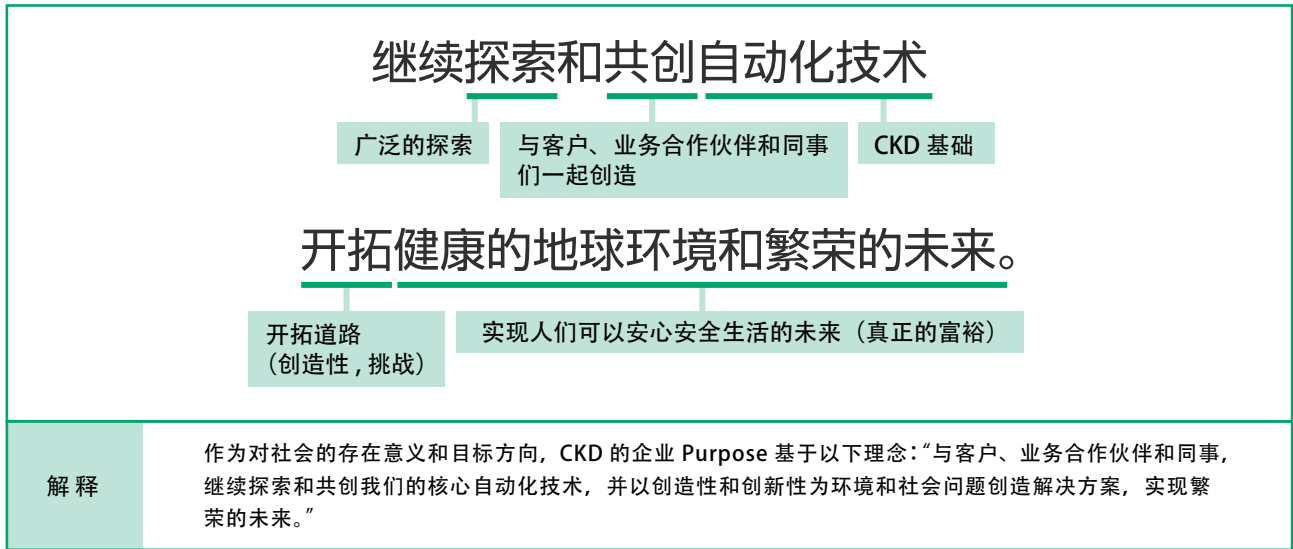 继续探索和共创自动化技术
广泛的探索
与客户、业务合作伙伴和同事
们一起创造
CKD 基础
开拓健康的地球环境和繁荣的未来。
开拓道路
（创造性 , 挑战）
实现人们可以安心安全生活的未来（真正的富裕）
解释
作为对社会的存在意义和目标方向，CKD 的企业 Purpose 基于以下理念：“与客户、业务合作伙伴和同事，
继续探索和共创我们的核心自动化技术，并以创造性和创新性为环境和社会问题创造解决方案，实现繁
荣的未来。”